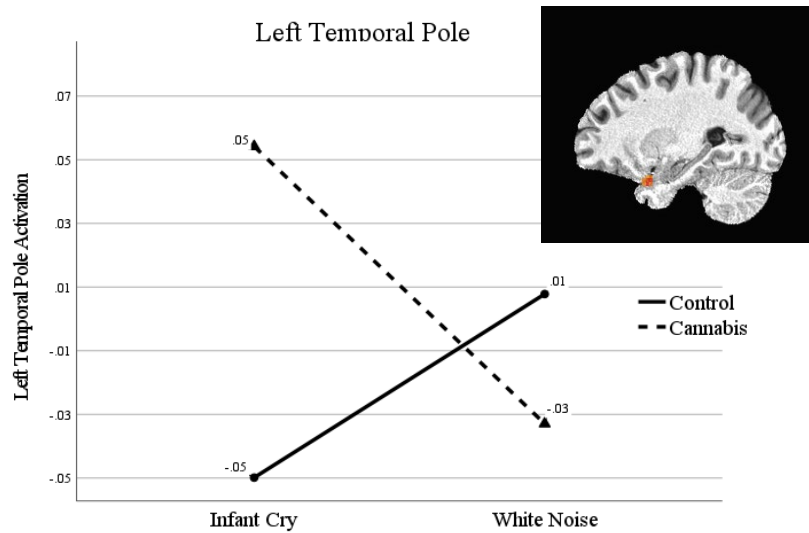 Left Temporal Pole
.07
.05
.03
.01
-.01
-.03
-.05
Left Temporal Pole Activation
.05
-.05
.01
-.03
Control
Cannabis
Infant Cry
White Noise